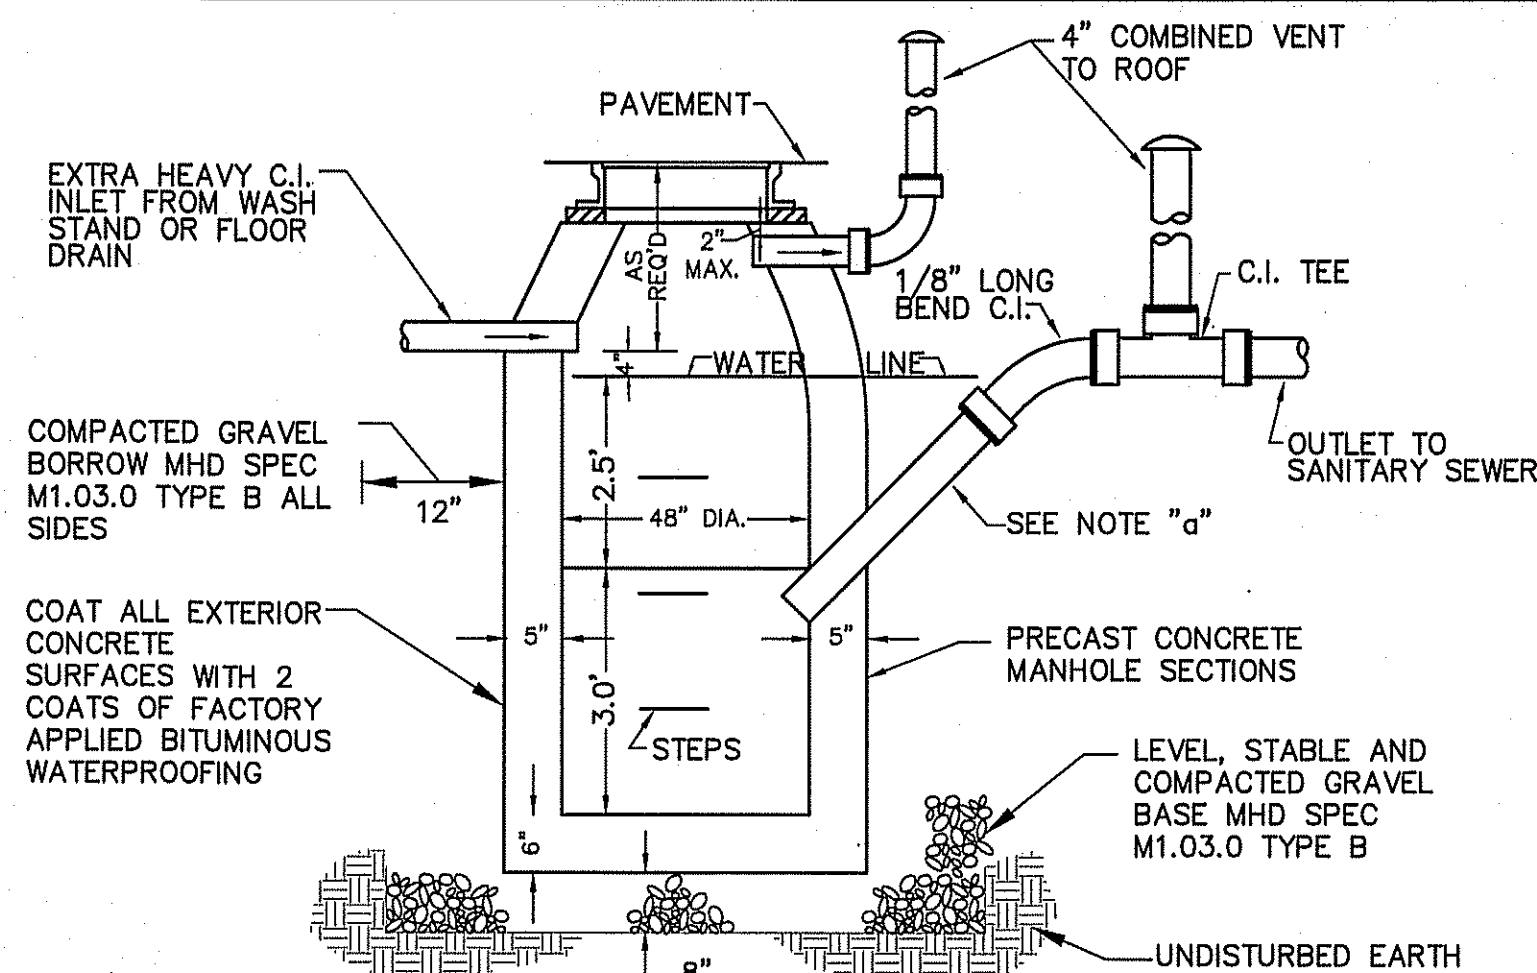 4" COMBINED VENT
TO ROOF
PAVEMENT
EXTRA HEAVY C.I.
INLET FROM WASH
STAND OR FLOOR
DRAIN
AS
REQ'D
2"
MAX.
1/8" LONG
BEND C.I.
C.I. TEE
4"
WATER LINE
COMPACTED GRAVEL
BORROW MHD SPEC
M1.03.0 TYPE B ALL
SIDES
12"
2.5'
48" DIA.
OUTLET TO
SANITARY SEWER
SEE NOTE "a"
COAT ALL EXTERIOR
CONCRETE
SURFACES WITH 2
COATS OF FACTORY
APPLIED BITUMINOUS
WATERPROOFING
5"
5"
PRECAST CONCRETE
MANHOLE SECTIONS
3.0'
STEPS
LEVEL, STABLE AND
COMPACTED GRAVEL
BASE MHD SPEC
M1.03.0 TYPE B
6"
UNDISTURBED EARTH
8"